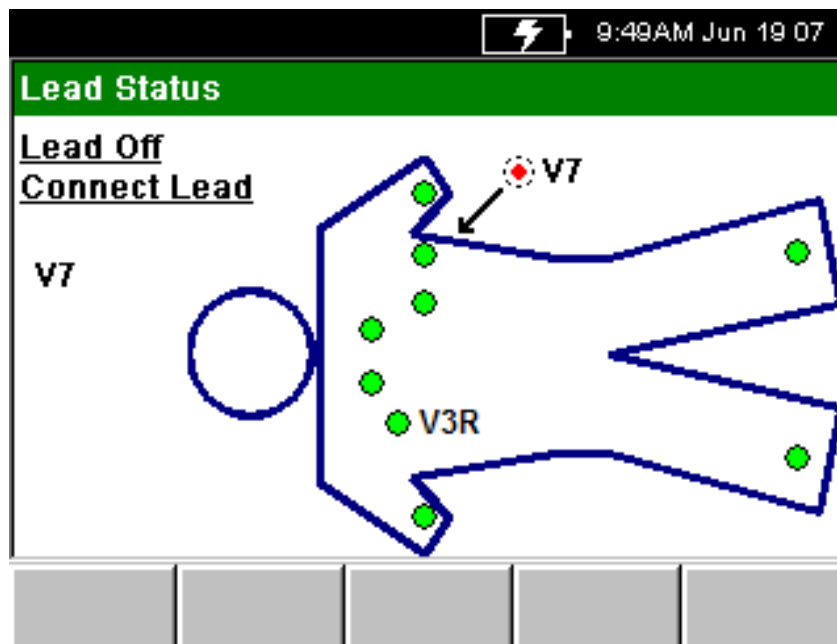 9:49AM Jun 19 07
Lead Status
Lead Off
Connect Lead
V7
V7
V3R